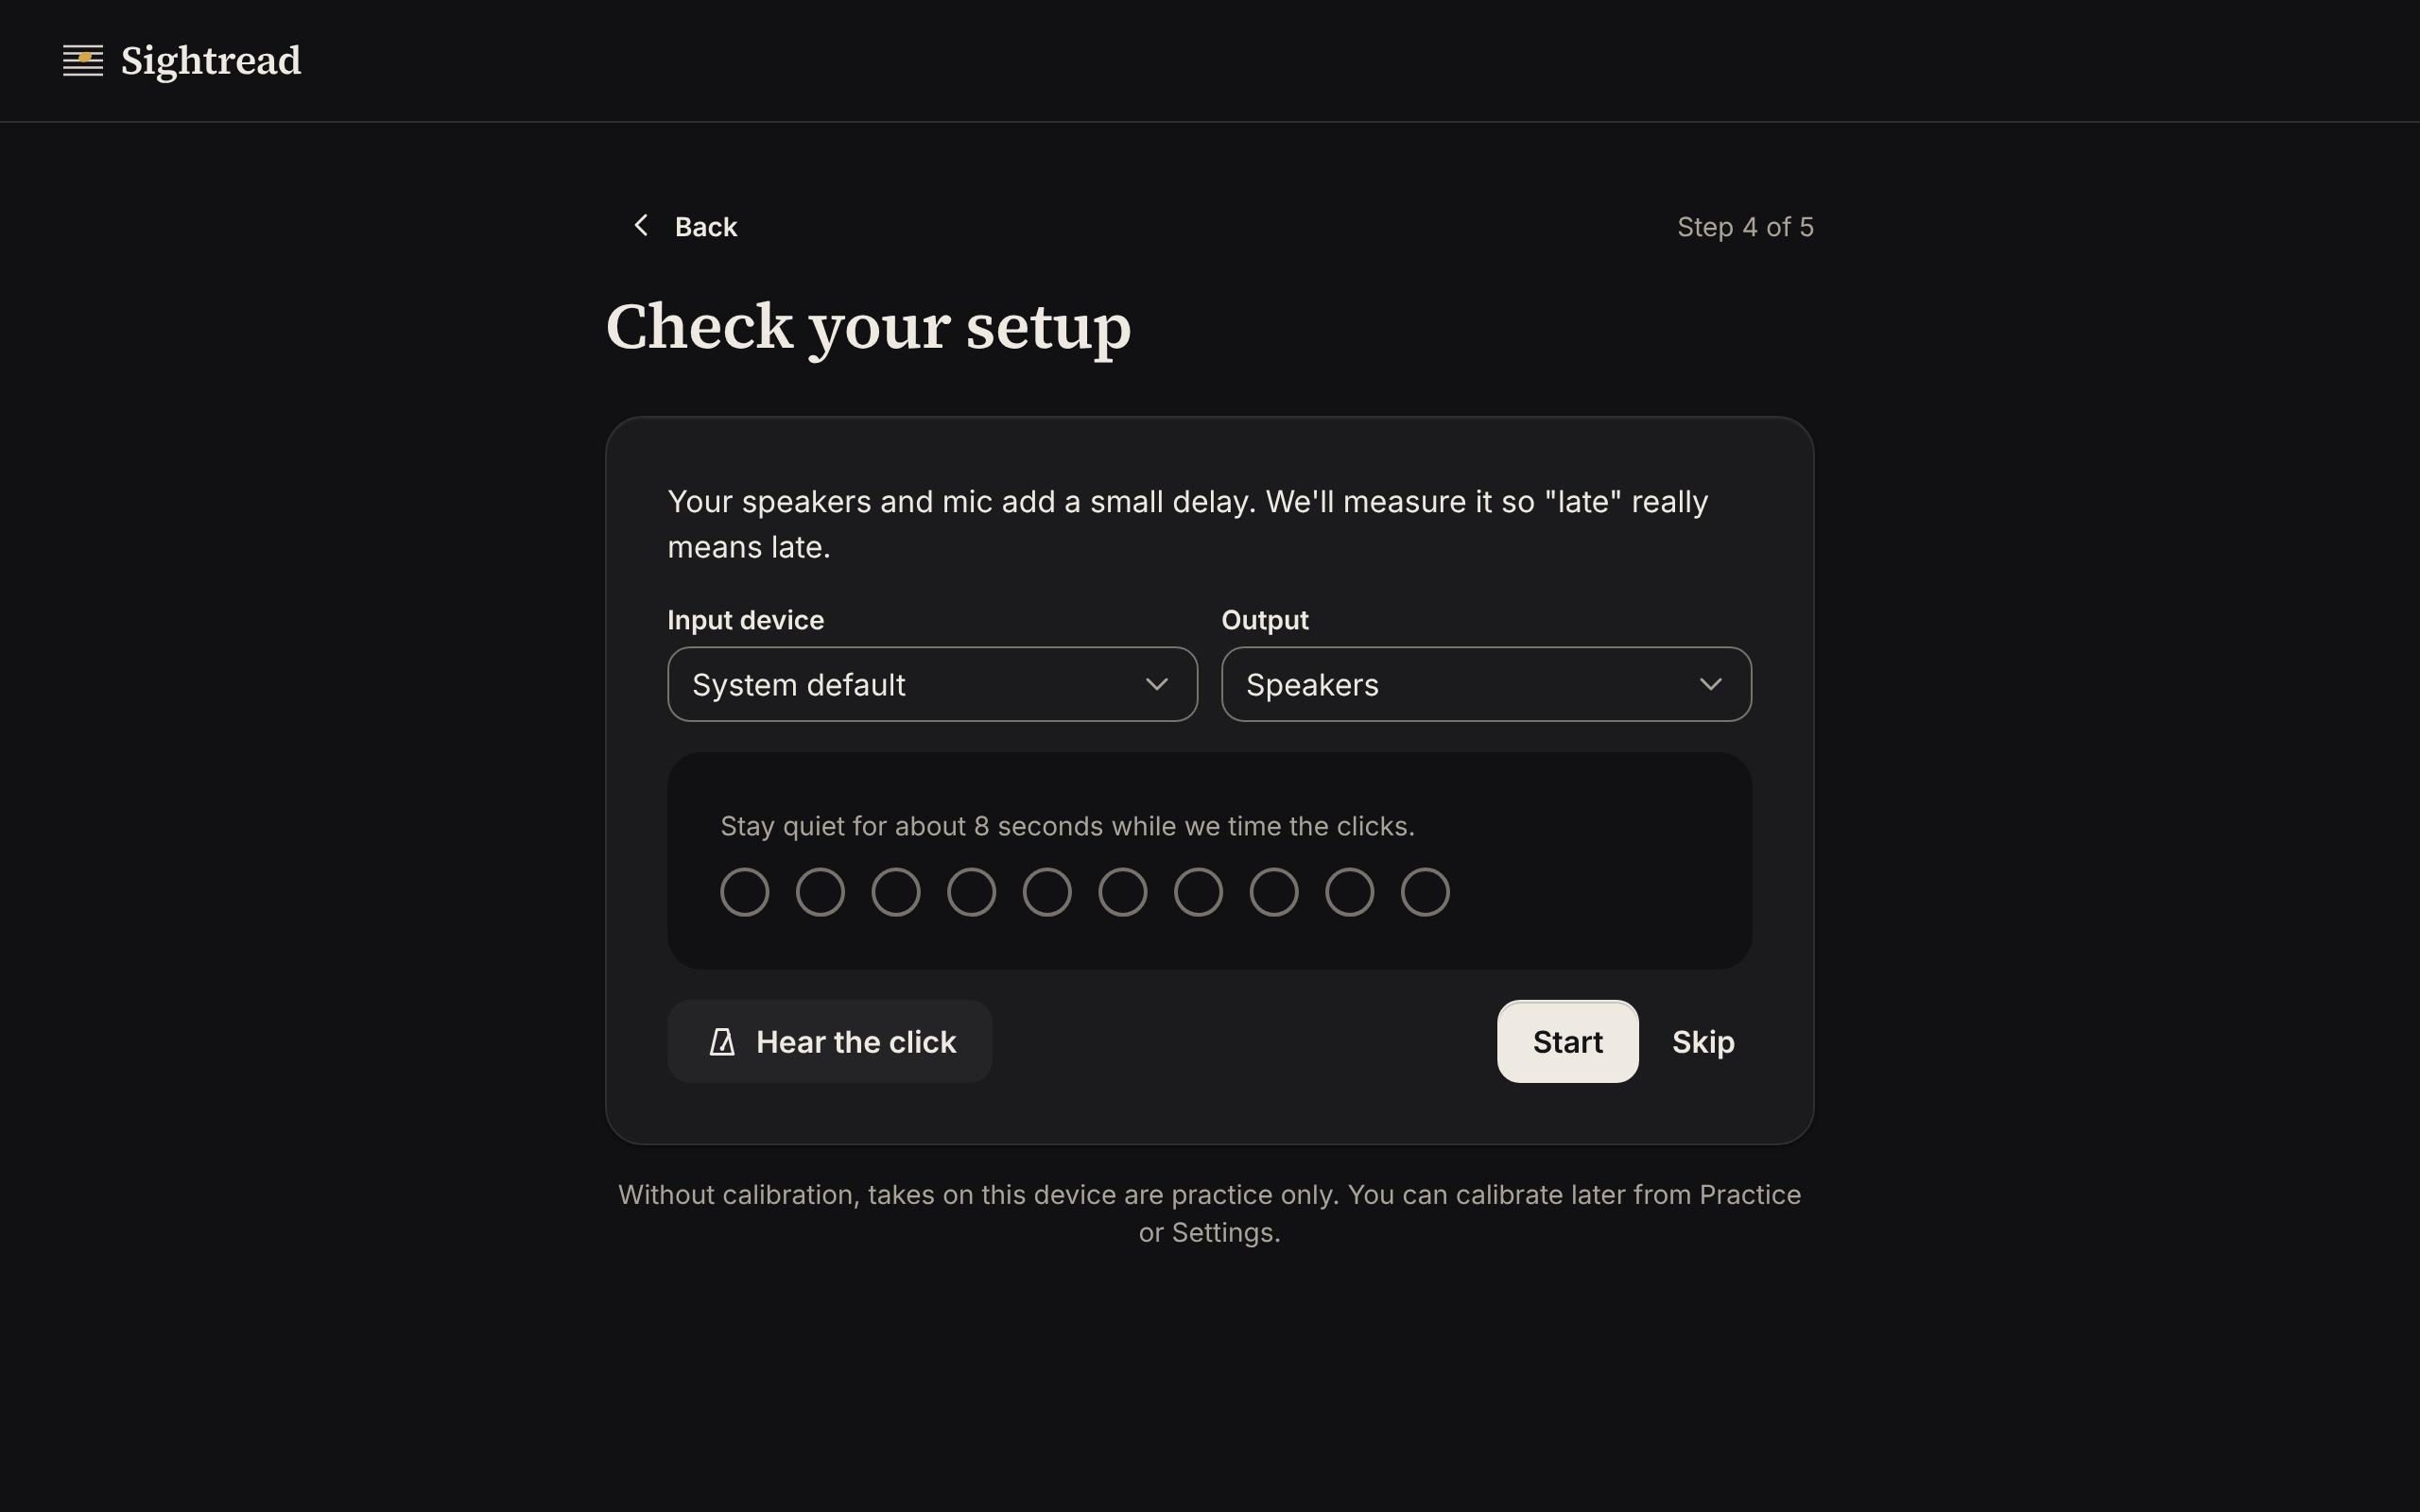 Sightread
Back
Step 4 of 5
Check your setup
Your speakers and mic add a small delay. We'll measure it so "late" really
means late.
Input device
Output
System default
Speakers
Stay quiet for about 8 seconds while we time the clicks.
Hear the click
Start
Skip
Without calibration, takes on this device are practice only. You can calibrate later from Practice
or Settings.